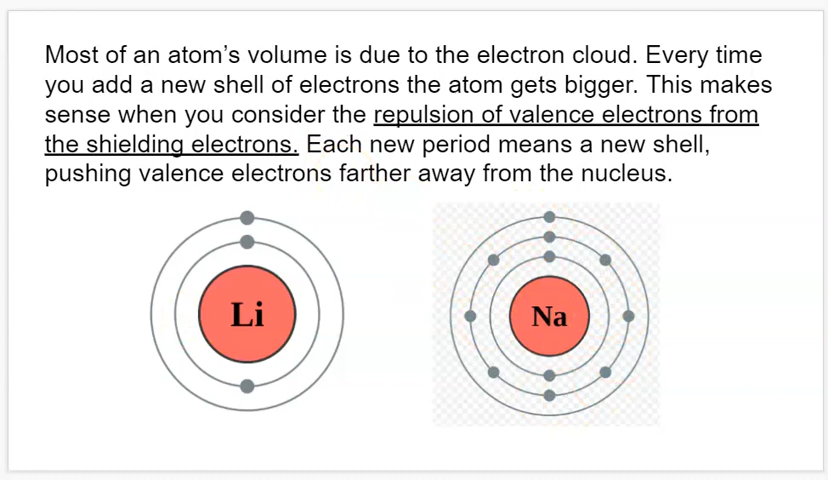 Most of an atom’s volume is due to the electron cloud. Every time
you add a new shell of electrons the atom gets bigger. This makes
sense when you consider the repulsion of valence electrons from
the shielding electrons. Each new period means a new shell,
pushing valence electrons farther away from the nucleus.
Li
Na